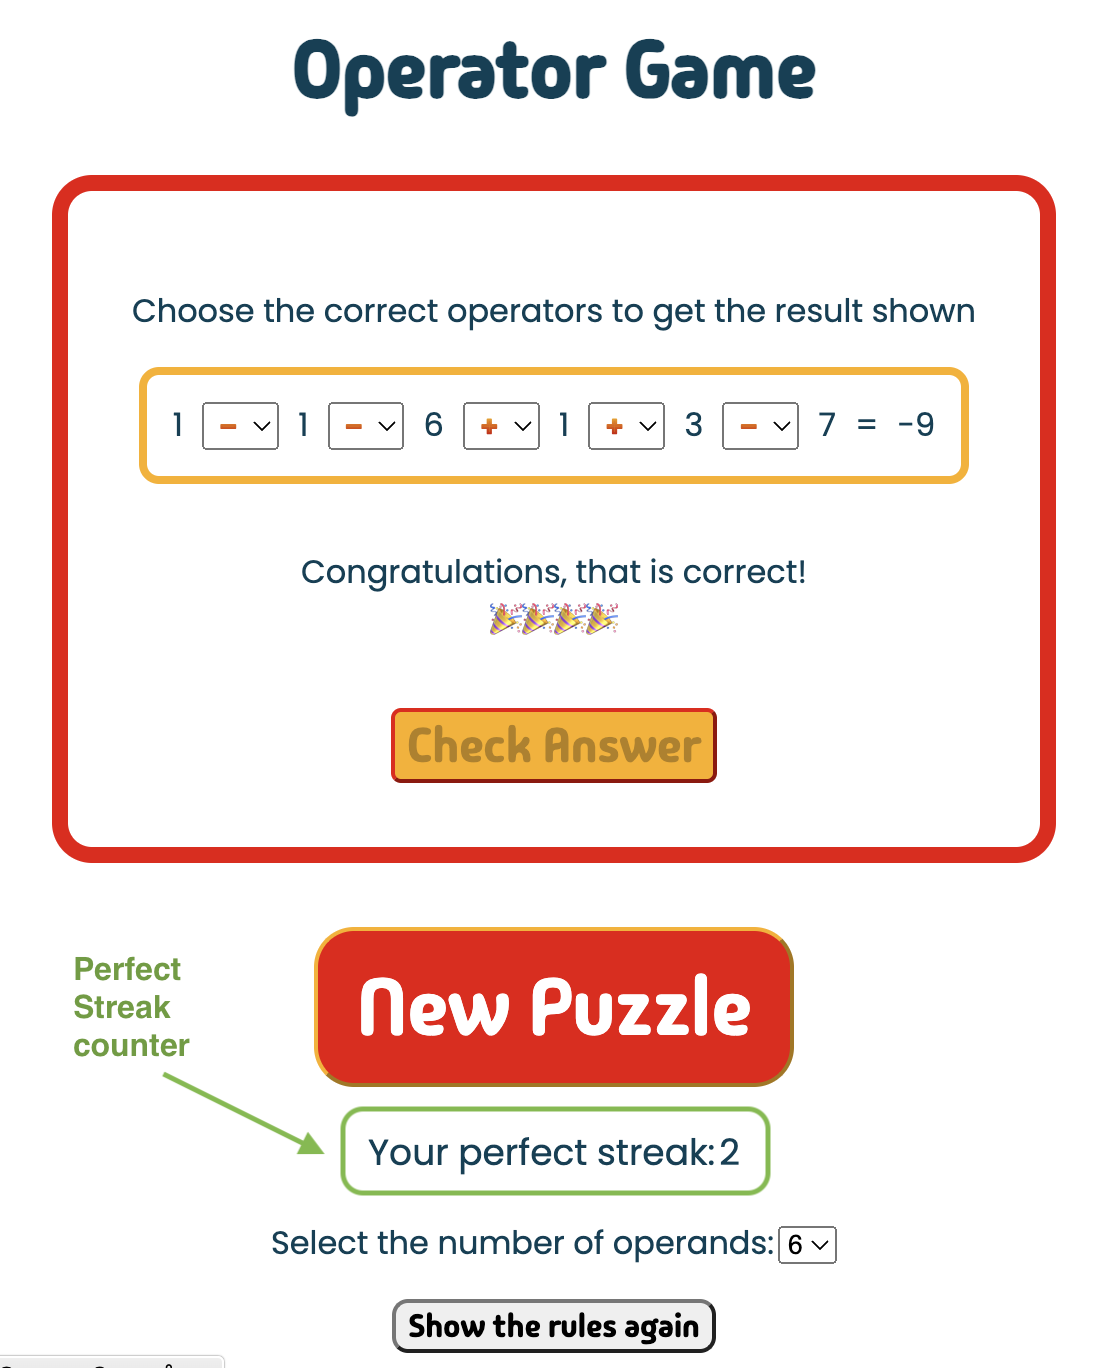 Operator Game
Choose the correct operators to get the result shown
1 − 1 − 6 + 1 + 3 − 7 = -9
Congratulations, that is correct!
Check Answer
New Puzzle
Perfect
Streak
counter
Your perfect streak: 2
Select the number of operands: 6
Show the rules again